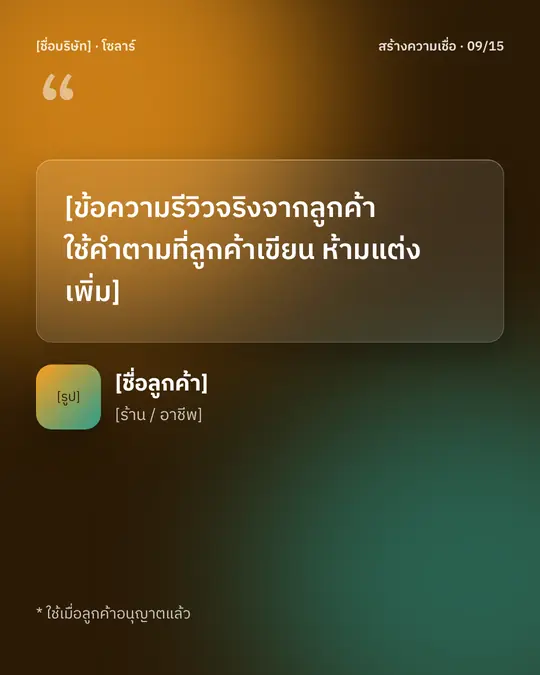 [ชื่อบริษัท] · โซลาร์
สร้างความเชื่อ · 09/15
“
[ข้อความรีวิวจริงจากลูกค้า
ใช้คำตามที่ลูกค้าเขียน ห้ามแต่ง
เพิ่ม]
[รูป]
[ชื่อลูกค้า]
[ร้าน / อาชีพ]
* ใช้เมื่อลูกค้าอนุญาตแล้ว